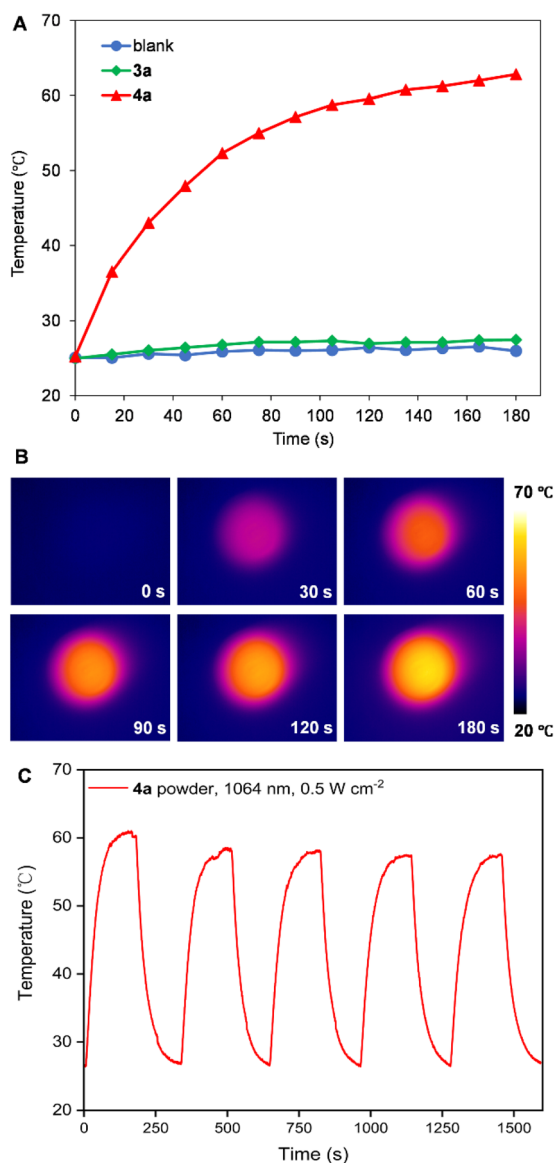 A
70
60
50
40
30
20
Temperature (℃)
blank
3a
4a
0 20 40 60 80 100 120 140 160 180
Time (s)
B
0 s 30 s 60 s
90 s 120 s 180 s
70 ℃
20 ℃
C
70
60
50
40
30
20
Temperature (℃)
4a powder, 1064 nm, 0.5 W cm⁻²
0 250 500 750 1000 1250 1500
Time (s)